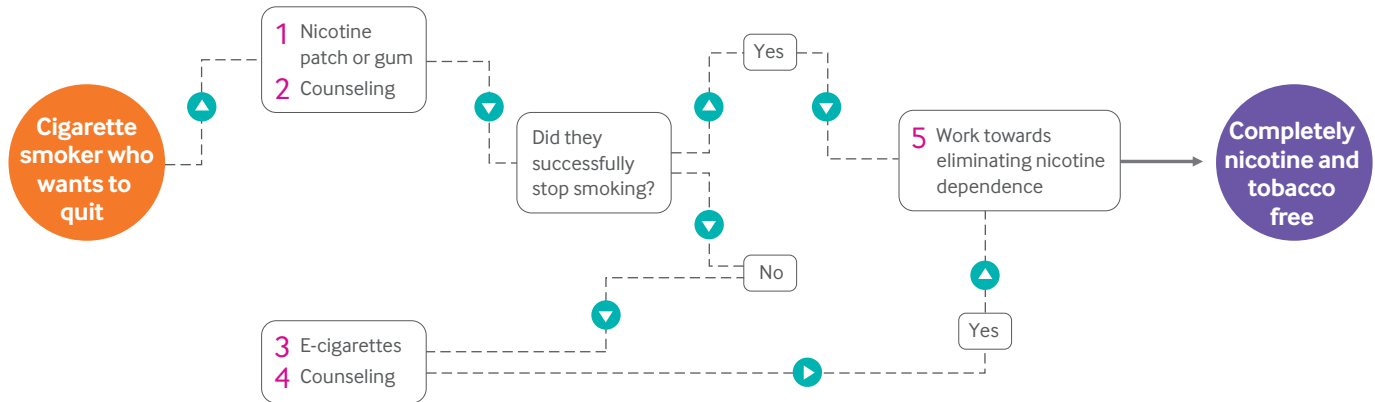 Cigarette
smoker who
wants to
quit
1 Nicotine
patch or gum
2 Counseling
Did they
successfully
stop smoking?
Yes
No
3 E-cigarettes
4 Counseling
Yes
5 Work towards
eliminating nicotine
dependence
Completely
nicotine and
tobacco
free